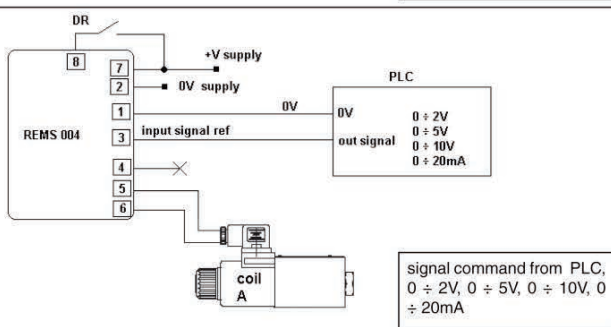 DR
8
7
+V supply
2
0V supply
PLC
1
0V
0V
0 ÷ 2V
0 ÷ 5V
REMS 004
3
input signal ref
out signal
0 ÷ 10V
0 ÷ 20mA
4
5
6
coil
A
signal command from PLC,
0 ÷ 2V, 0 ÷ 5V, 0 ÷ 10V, 0
÷ 20mA